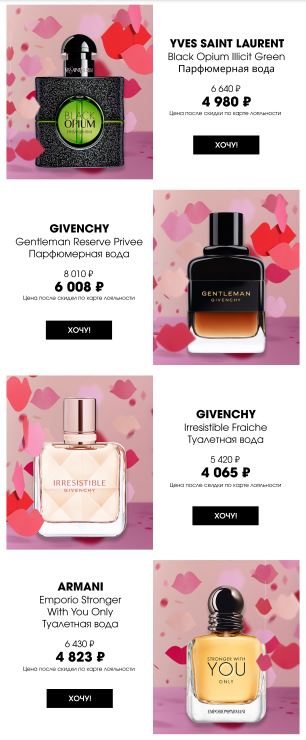 YVES SAINT LAURENT
Black Opium Illicit Green
Парфюмерная вода
6 640 ₽
4 980 ₽
Цена после скидки по карте лояльности
ХОЧУ!
BLACK
OPIUM
YVESSAINTLAURENT
GIVENCHY
Gentleman Reserve Privee
Парфюмерная вода
8 010 ₽
6 008 ₽
Цена после скидки по карте лояльности
ХОЧУ!
GENTLEMAN
GIVENCHY
GIVENCHY
Irresistible Fraiche
Туалетная вода
5 420 ₽
4 065 ₽
Цена после скидки по карте лояльности
ХОЧУ!
IRRESISTIBLE
GIVENCHY
ARMANI
Emporio Stronger
With You Only
Туалетная вода
6 430 ₽
4 823 ₽
Цена после скидки по карте лояльности
ХОЧУ!
STRONGER WITH
YOU
ONLY
EMPORIO ARMANI